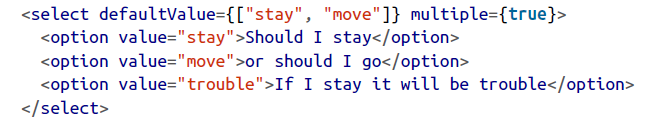 <select defaultValue={["stay", "move"]} multiple={true}>
  <option value="stay">Should I stay</option>
  <option value="move">or should I go</option>
  <option value="trouble">If I stay it will be trouble</option>
</select>